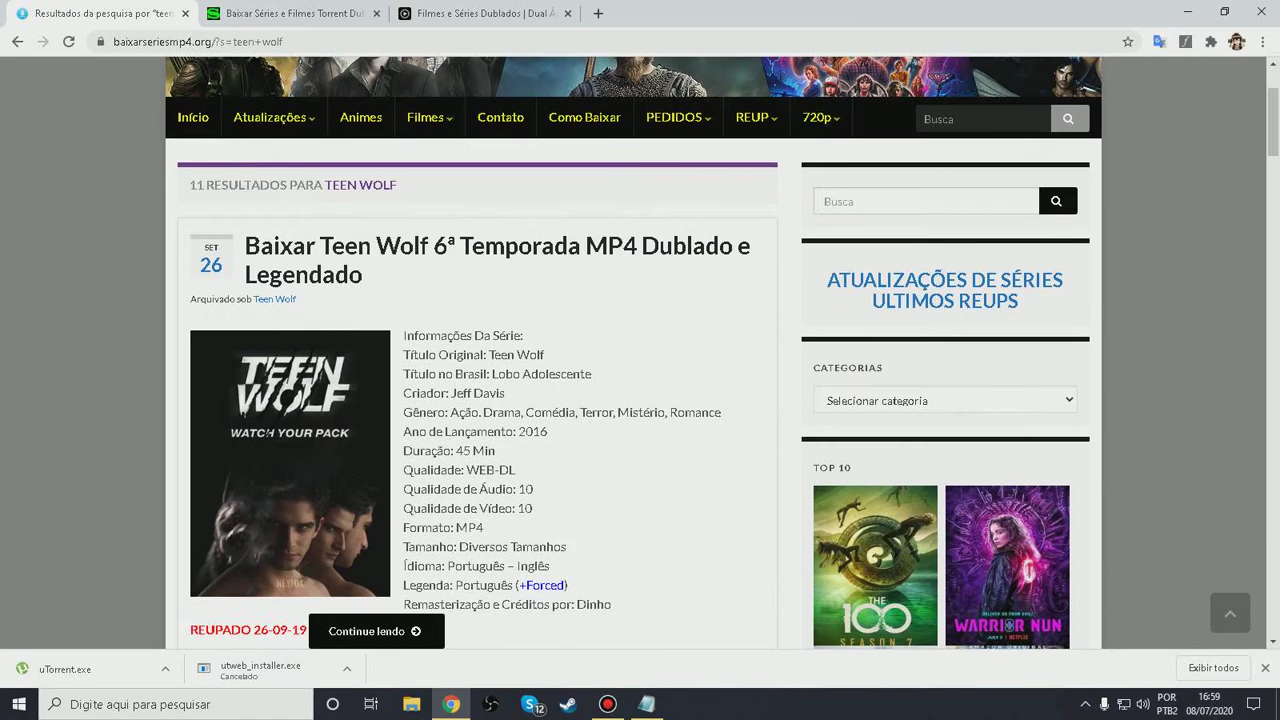 Resultados da pesquisa por "teen
Baixar Séries e Filmes Torrent Dub
Filmes e Séries Dublados | Dual Á
baixarseriesmp4.org/?s=teen+wolf
Início
Atualizações
Animes
Filmes
Contato
Como Baixar
PEDIDOS
REUP
720p
Busca
11 RESULTADOS PARA TEEN WOLF
Busca
SET
26
Baixar Teen Wolf 6ª Temporada MP4 Dublado e
Legendado
Arquivado sob Teen Wolf
ATUALIZAÇÕES DE SÉRIES
ULTIMOS REUPS
TEEN
WOLF
WATCH YOUR PACK
Informações Da Série:
Título Original: Teen Wolf
Título no Brasil: Lobo Adolescente
Criador: Jeff Davis
Gênero: Ação. Drama, Comédia, Terror, Mistério, Romance
Ano de Lançamento: 2016
Duração: 45 Min
Qualidade: WEB-DL
Qualidade de Áudio: 10
Qualidade de Vídeo: 10
Formato: MP4
Tamanho: Diversos Tamanhos
Ídioma: Português – Inglês
Legenda: Português (+Forced)
Remasterização e Créditos por: Dinho
REUPADO 26-09-19
Continue lendo
CATEGORIAS
Selecionar categoria
TOP 10
THE
100
SEASON 7
WARRIOR NUN
uTorrent.exe
utweb_installer.exe
Cancelado
Exibir todos
Digite aqui para pesquisar
12
POR
PTB2
16:59
08/07/2020